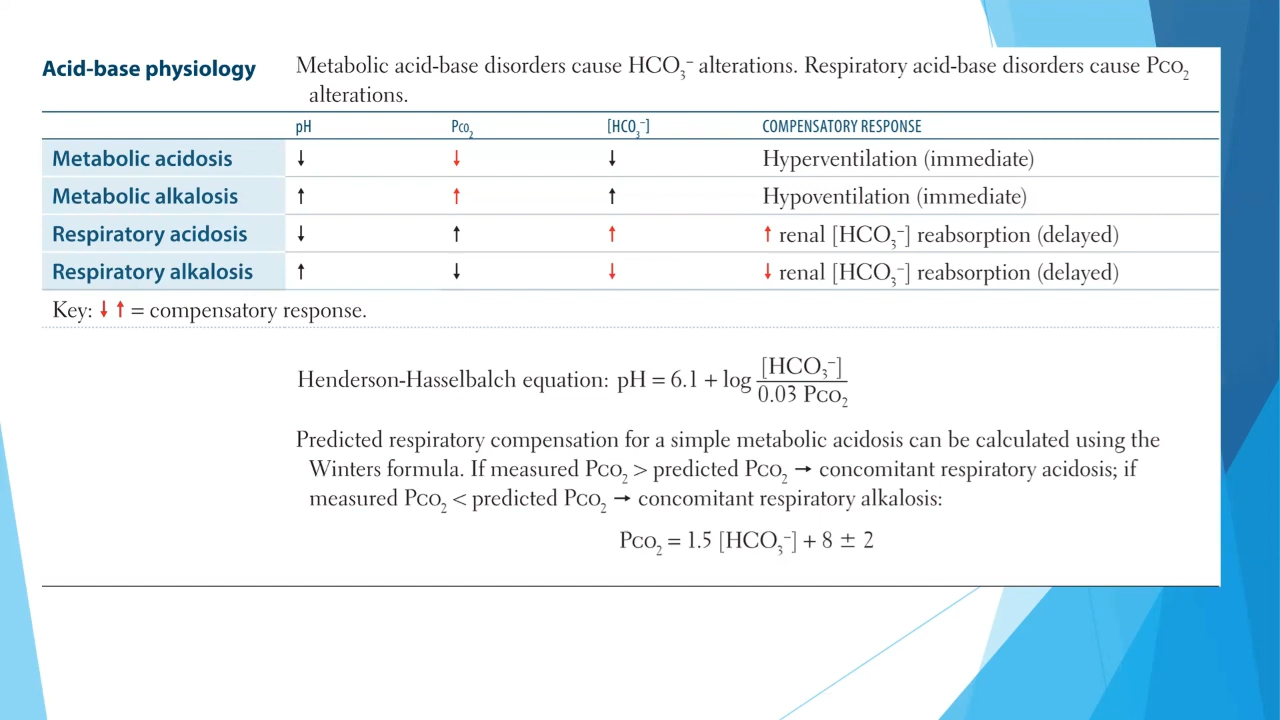 Acid-base physiology
Metabolic acid-base disorders cause HCO₃⁻ alterations. Respiratory acid-base disorders cause PCO₂
alterations.
pH PCO₂ [HCO₃⁻] COMPENSATORY RESPONSE
Metabolic acidosis ↓ ↓ ↓ Hyperventilation (immediate)
Metabolic alkalosis ↑ ↑ ↑ Hypoventilation (immediate)
Respiratory acidosis ↓ ↑ ↑ ↑ renal [HCO₃⁻] reabsorption (delayed)
Respiratory alkalosis ↑ ↓ ↓ ↓ renal [HCO₃⁻] reabsorption (delayed)
Key: ↓ ↑ = compensatory response.
Henderson-Hasselbalch equation: pH = 6.1 + log [HCO₃⁻]
0.03 PCO₂
Predicted respiratory compensation for a simple metabolic acidosis can be calculated using the
Winters formula. If measured PCO₂ > predicted PCO₂ → concomitant respiratory acidosis; if
measured PCO₂ < predicted PCO₂ → concomitant respiratory alkalosis:
PCO₂ = 1.5 [HCO₃⁻] + 8 ± 2